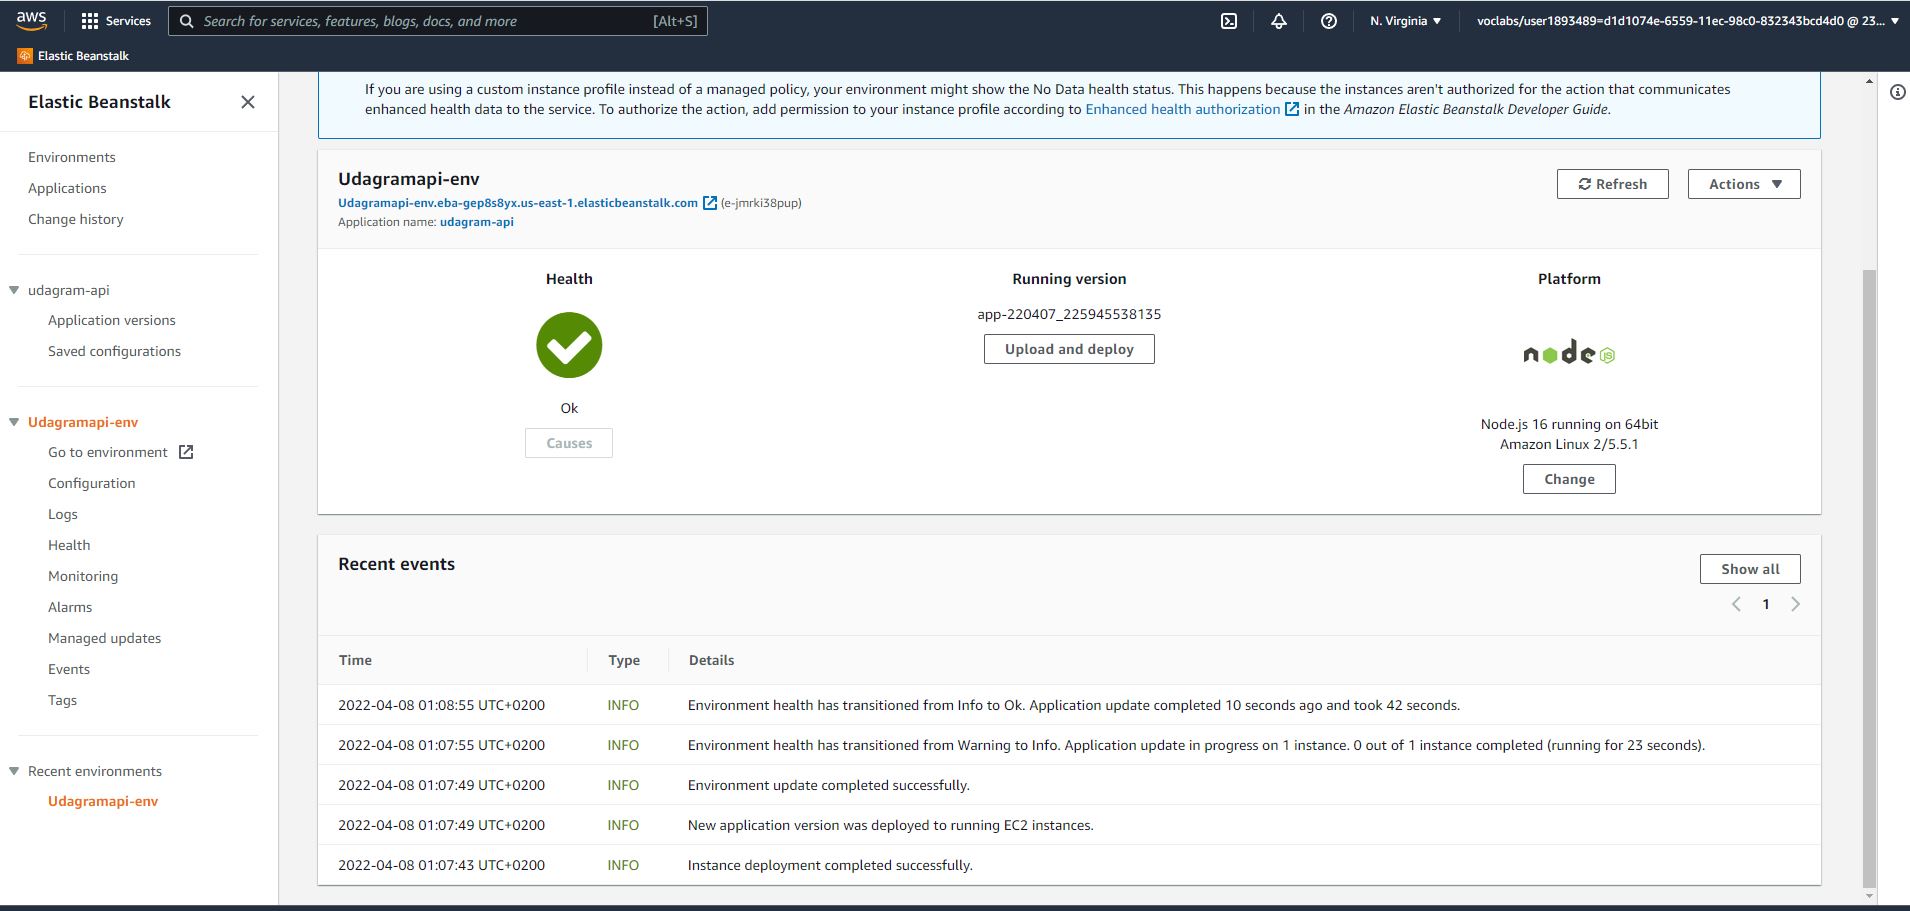 aws
Services
Search for services, features, blogs, docs, and more
[Alt+S]
N. Virginia
voclabs/user1893489=d1d1074e-6559-11ec-98c0-832343bcd4d0 @ 23...
Elastic Beanstalk
Elastic Beanstalk
Environments
Applications
Change history
udagram-api
Application versions
Saved configurations
Udagramapi-env
Go to environment
Configuration
Logs
Health
Monitoring
Alarms
Managed updates
Events
Tags
Recent environments
Udagramapi-env
If you are using a custom instance profile instead of a managed policy, your environment might show the No Data health status. This happens because the instances aren't authorized for the action that communicates
enhanced health data to the service. To authorize the action, add permission to your instance profile according to Enhanced health authorization in the Amazon Elastic Beanstalk Developer Guide.
Udagramapi-env
Refresh
Actions
Udagramapi-env.eba-gep8s8yx.us-east-1.elasticbeanstalk.com (e-jmrki38pup)
Application name: udagram-api
Health
Ok
Causes
Running version
app-220407_225945538135
Upload and deploy
Platform
node JS
Node.js 16 running on 64bit
Amazon Linux 2/5.5.1
Change
Recent events
Show all
1
Time Type Details
2022-04-08 01:08:55 UTC+0200 INFO Environment health has transitioned from Info to Ok. Application update completed 10 seconds ago and took 42 seconds.
2022-04-08 01:07:55 UTC+0200 INFO Environment health has transitioned from Warning to Info. Application update in progress on 1 instance. 0 out of 1 instance completed (running for 23 seconds).
2022-04-08 01:07:49 UTC+0200 INFO Environment update completed successfully.
2022-04-08 01:07:49 UTC+0200 INFO New application version was deployed to running EC2 instances.
2022-04-08 01:07:43 UTC+0200 INFO Instance deployment completed successfully.